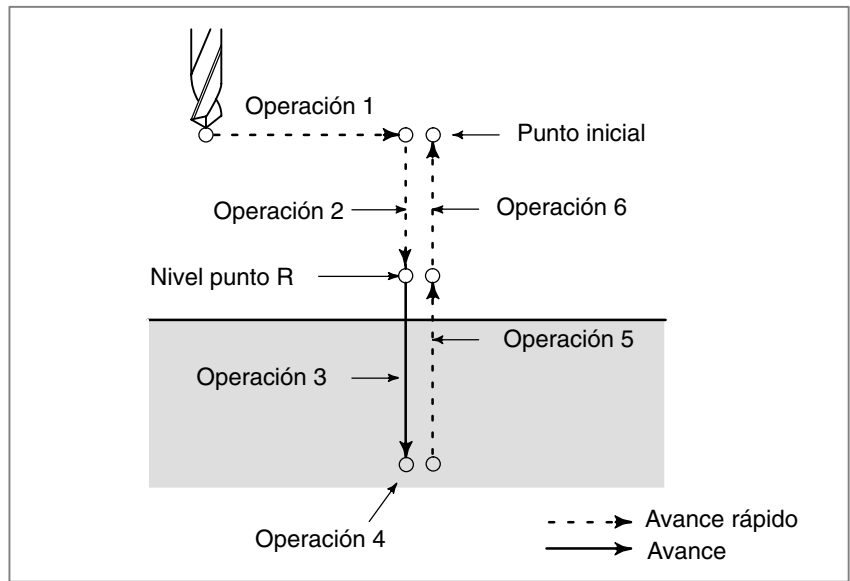 Operación 1
Punto inicial
Operación 2
Operación 6
Nivel punto R
Operación 5
Operación 3
Operación 4
Avance rápido
Avance